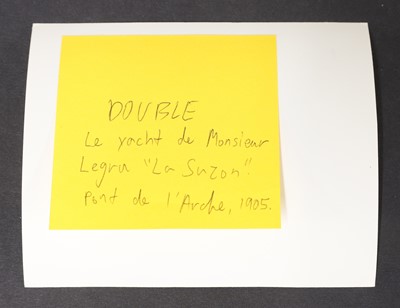 DOUBLE
Le yacht de Monsieur
Legru "La Suzon".
Pont de l'Arche, 1905.